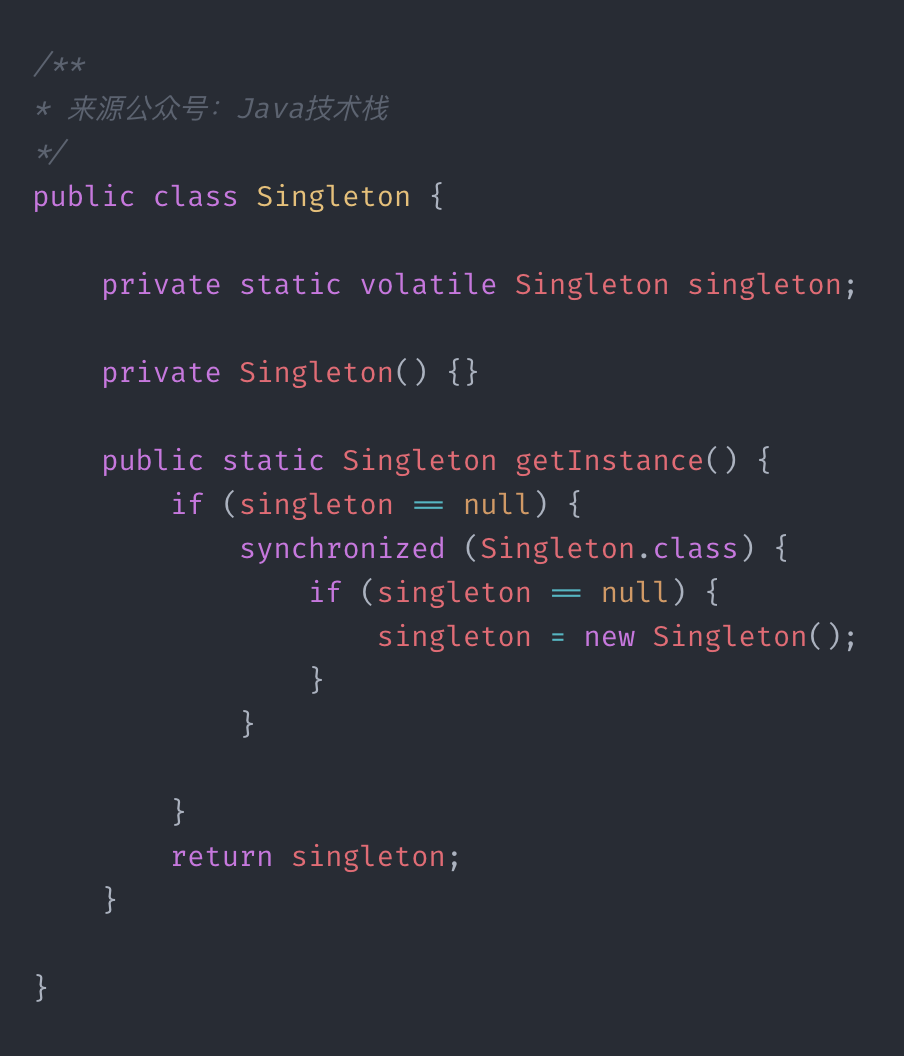 /**
* 来源公众号：Java技术栈
*/
public class Singleton {
    private static volatile Singleton singleton;
    private Singleton() {}
    public static Singleton getInstance() {
        if (singleton == null) {
            synchronized (Singleton.class) {
                if (singleton == null) {
                    singleton = new Singleton();
                }
            }
        }
        return singleton;
    }
}